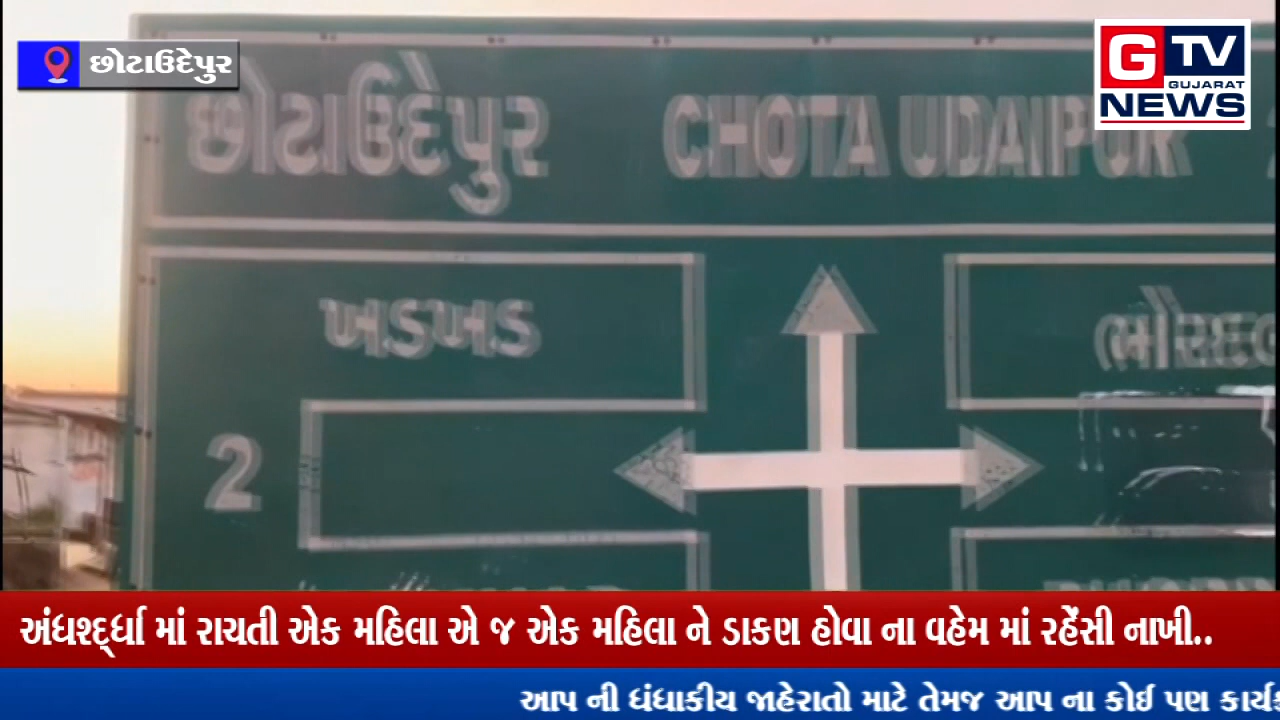 છોટાઉદેપુર
G TV
GUJARAT
NEWS
છોટાઉદેપુર CHOTA UDAIPUR
ખડખડ
2
અંધશ્દ્ર્ધા માં રાચતી એક મહિલા એ જ એક મહિલા ને ડાકણ હોવા ના વહેમ માં રહેંસી નાખી..
આપ ની ધંધાકીય જાહેરાતો માટે તેમજ આપ ના કોઈ પણ